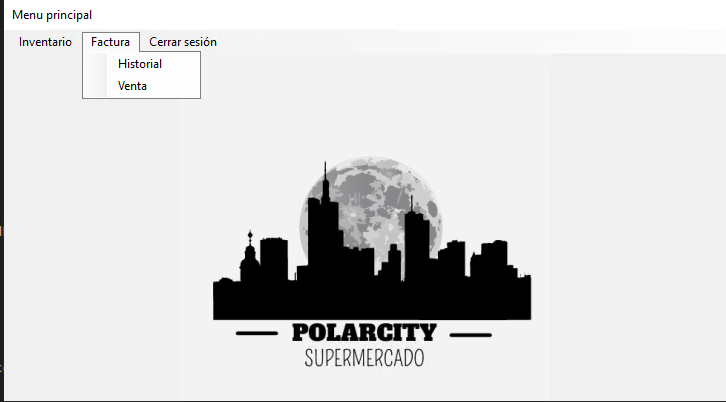 Menu principal
Inventario Factura Cerrar sesión
Historial
Venta
POLARCITY
SUPERMERCADO